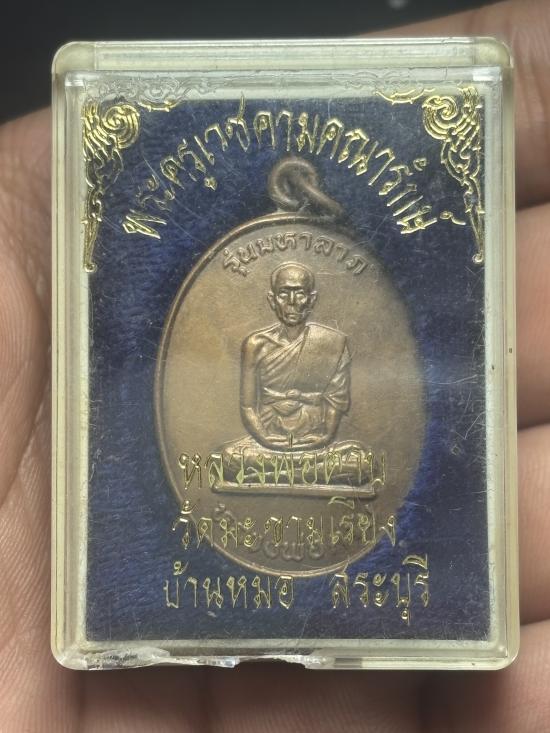 พระครูเวชคามคณารักษ์
รุ่นมหาลาภ
หลวงพ่อตาบ
วัดมะขามเรียง
บ้านหมอ สระบุรี